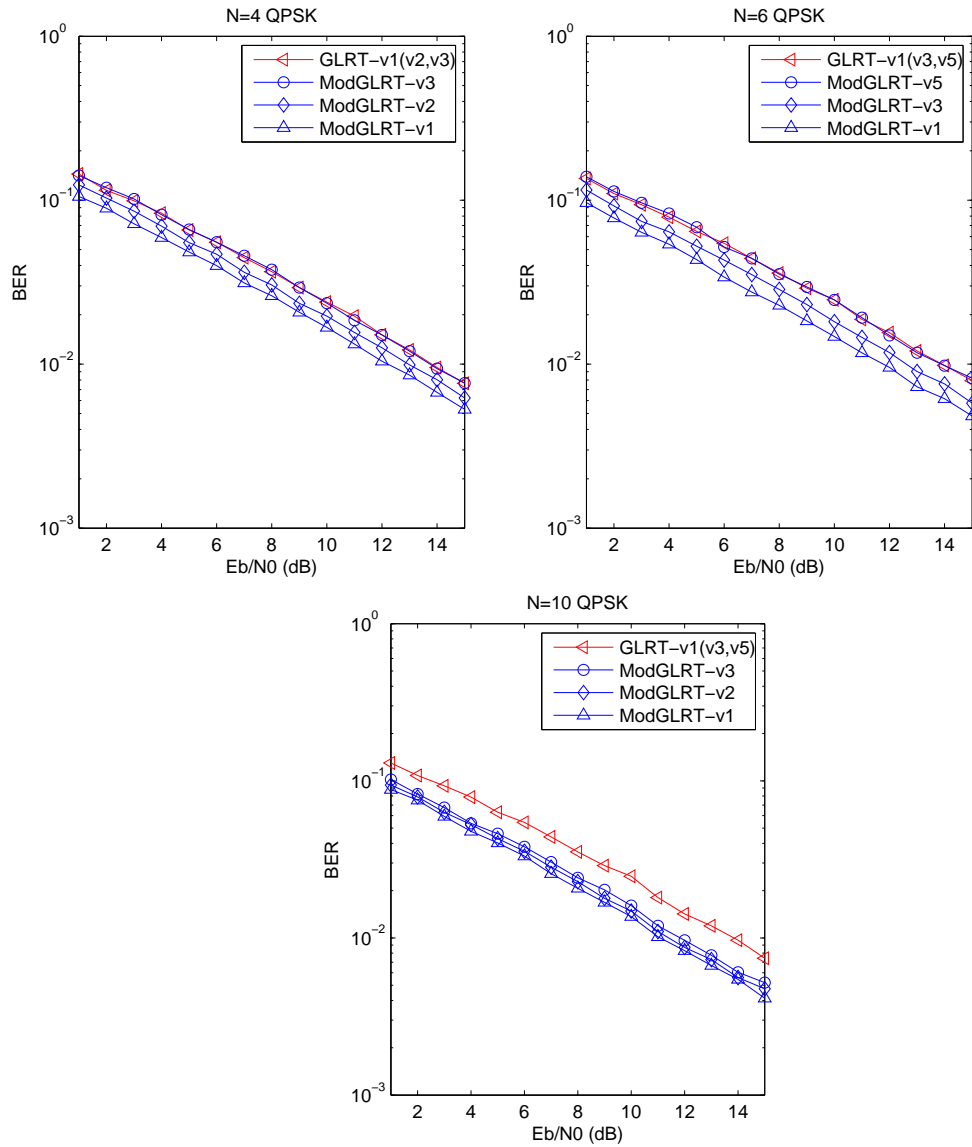 N=4 QPSK
10^0
10^-1
10^-2
10^-3
BER
2 4 6 8 10 12 14
Eb/N0 (dB)
GLRT−v1(v2,v3)
ModGLRT−v3
ModGLRT−v2
ModGLRT−v1
N=6 QPSK
10^0
10^-1
10^-2
10^-3
BER
2 4 6 8 10 12 14
Eb/N0 (dB)
GLRT−v1(v3,v5)
ModGLRT−v5
ModGLRT−v3
ModGLRT−v1
N=10 QPSK
10^0
10^-1
10^-2
10^-3
BER
2 4 6 8 10 12 14
Eb/N0 (dB)
GLRT−v1(v3,v5)
ModGLRT−v3
ModGLRT−v2
ModGLRT−v1